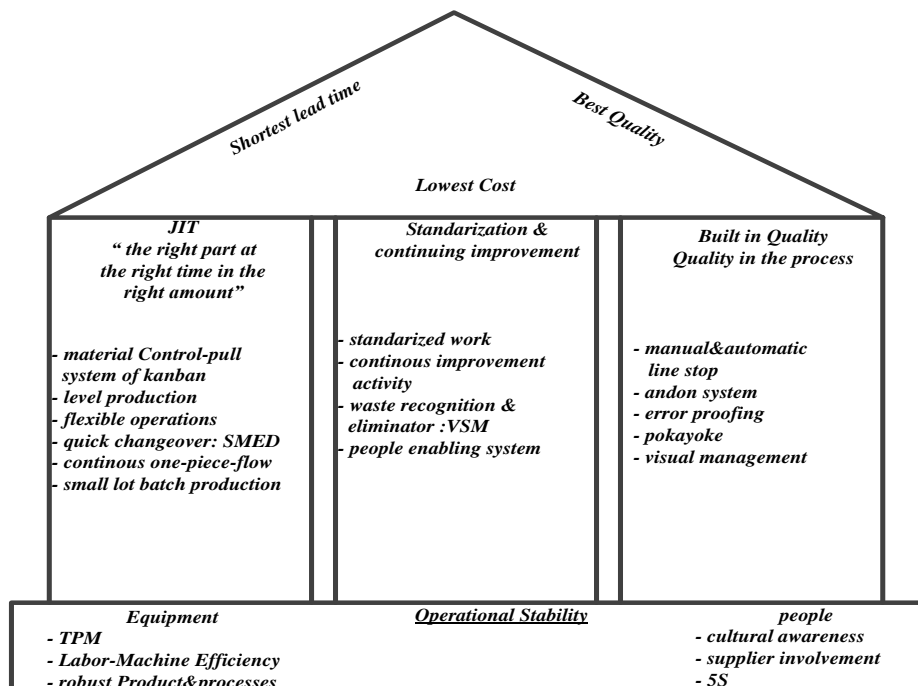 Shortest lead time
Best Quality
Lowest Cost
JIT
“ the right part at
the right time in the
right amount”
- material Control-pull
system of kanban
- level production
- flexible operations
- quick changeover: SMED
- continous one-piece-flow
- small lot batch production
Standarization &
continuing improvement
- standarized work
- continous improvement
activity
- waste recognition &
eliminator :VSM
- people enabling system
Built in Quality
Quality in the process
- manual&automatic
line stop
- andon system
- error proofing
- pokayoke
- visual management
Equipment
- TPM
- Labor-Machine Efficiency
- robust Product&processes
Operational Stability
people
- cultural awareness
- supplier involvement
- 5S